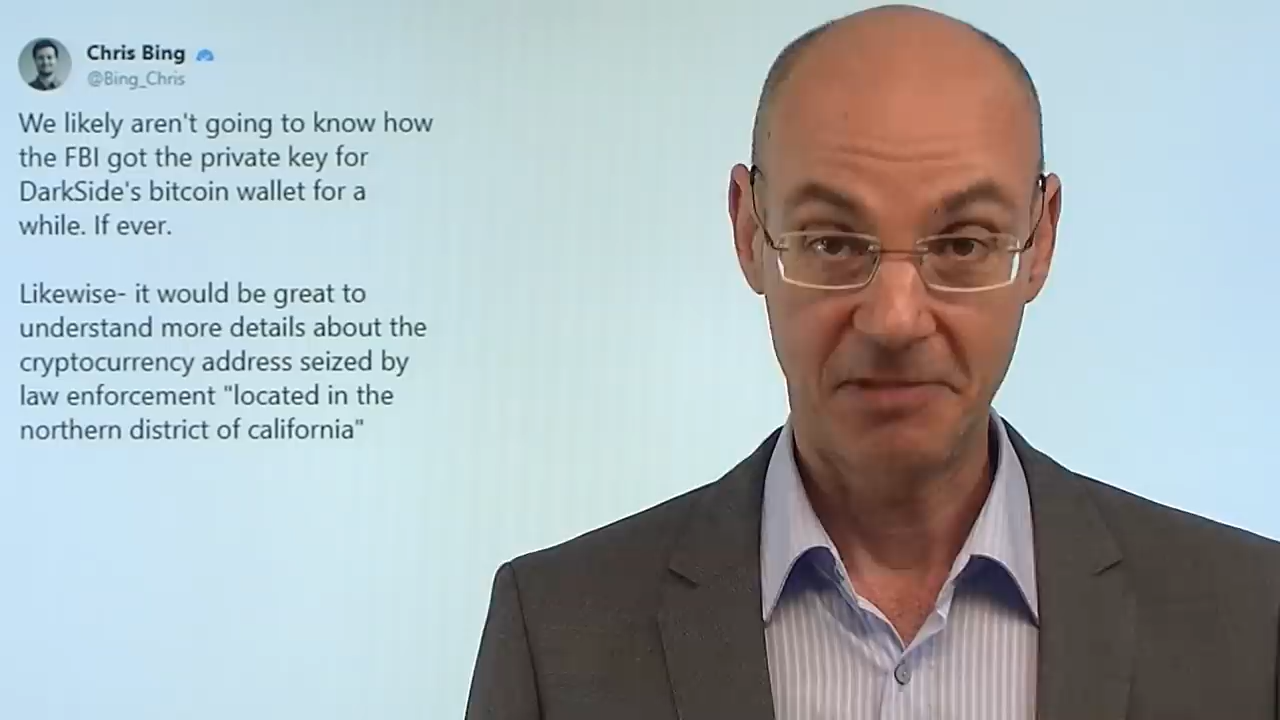 Chris Bing
@Bing_Chris
We likely aren't going to know how
the FBI got the private key for
DarkSide's bitcoin wallet for a
while. If ever.
Likewise- it would be great to
understand more details about the
cryptocurrency address seized by
law enforcement "located in the
northern district of california"